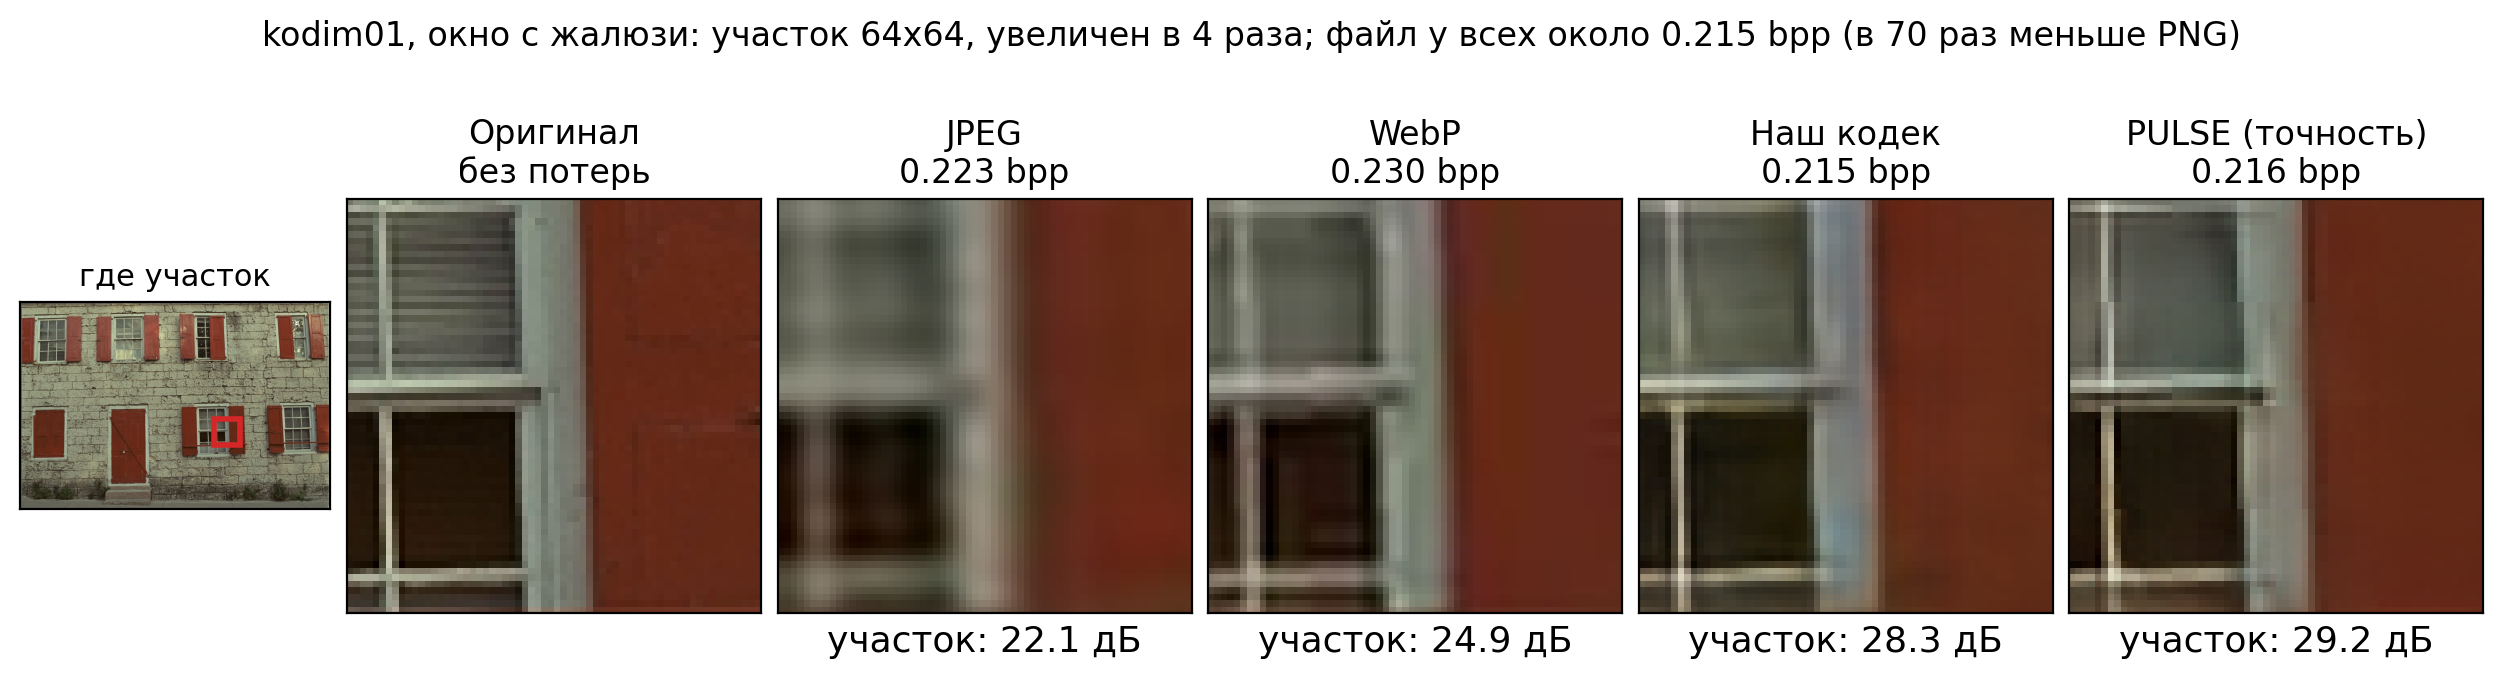 kodim01, окно с жалюзи: участок 64x64, увеличен в 4 раза; файл у всех около 0.215 bpp (в 70 раз меньше PNG)
где участок
Оригинал
без потерь
JPEG
0.223 bpp
участок: 22.1 дБ
WebP
0.230 bpp
участок: 24.9 дБ
Наш кодек
0.215 bpp
участок: 28.3 дБ
PULSE (точность)
0.216 bpp
участок: 29.2 дБ